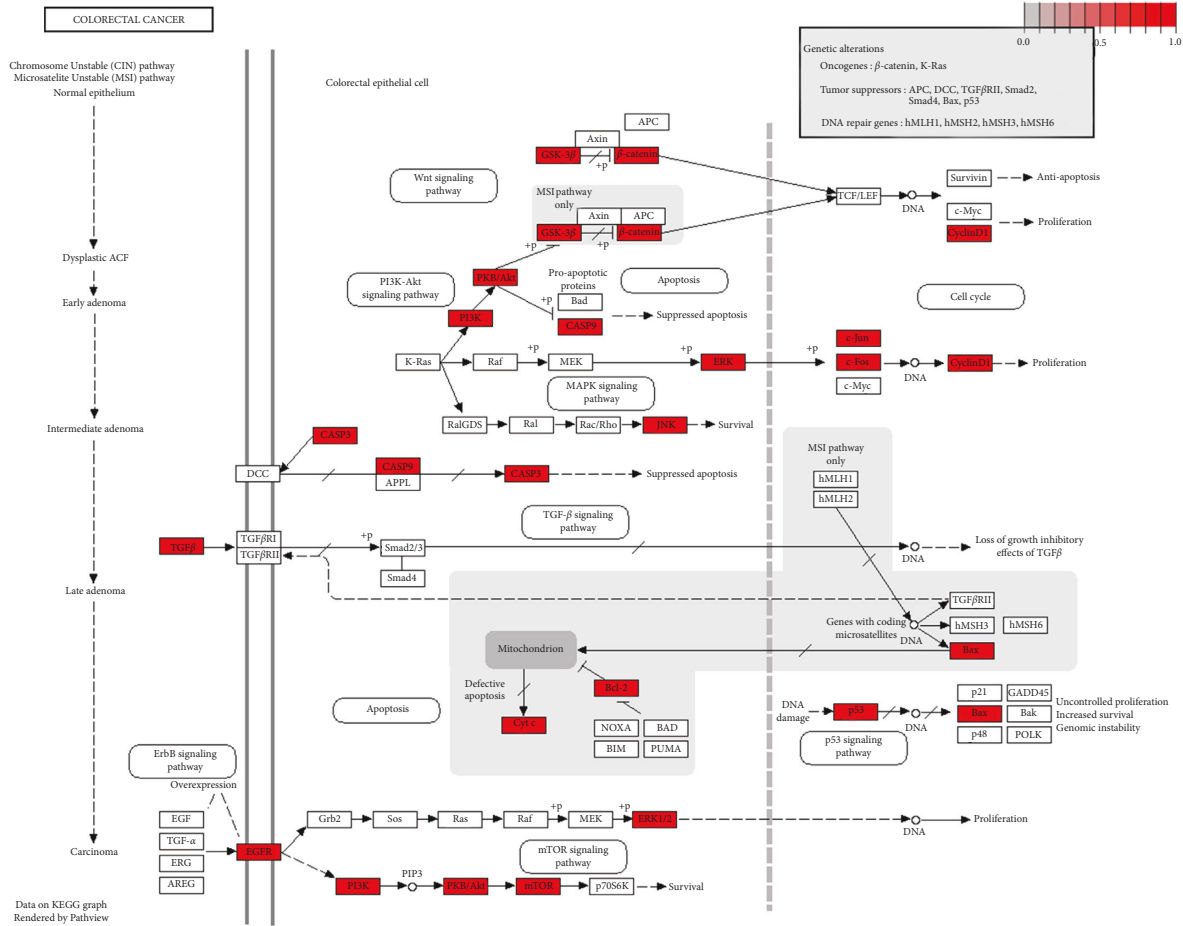 COLORECTAL CANCER
0.0 0.5 1.0
Genetic alterations
Oncogenes : β-catenin, K-Ras
Tumor suppressors : APC, DCC, TGFβRII, Smad2,
Smad4, Bax, p53
DNA repair genes : hMLH1, hMSH2, hMSH3, hMSH6
Chromosome Unstable (CIN) pathway
Microsatelite Unstable (MSI) pathway
Normal epithelium
Dysplastic ACF
Early adenoma
Intermediate adenoma
Late adenoma
Carcinoma
Data on KEGG graph
Rendered by Pathview
Colorectal epithelial cell
Wnt signaling
pathway
APC
Axin
GSK-3β
β-catenin
+p
MSI pathway
only
Axin
APC
GSK-3β
β-catenin
+p
+p
TCF/LEF
DNA
Survivin
Anti-apoptosis
c-Myc
CyclinD1
Proliferation
PI3K-Akt
signaling pathway
PKB/Akt
PI3K
Pro-apoptotic
proteins
+p
Bad
CASP9
Suppressed apoptosis
Apoptosis
Cell cycle
K-Ras
Raf
+p
MEK
+p
ERK
+p
c-Jun
c-Fos
c-Myc
DNA
CyclinD1
Proliferation
MAPK signaling
pathway
RalGDS
Ral
Rac/Rho
JNK
Survival
CASP3
DCC
CASP9
APPL
CASP3
Suppressed apoptosis
MSI pathway
only
hMLH1
hMLH2
TGF-β signaling
pathway
TGFβ
TGFβRI
TGFβRII
+p
Smad2/3
Smad4
DNA
Loss of growth inhibitory
effects of TGFβ
Genes with coding
microsatellites
DNA
TGFβRII
hMSH3
hMSH6
Bax
Mitochondrion
Defective
apoptosis
Bcl-2
Cyt c
NOXA
BAD
BIM
PUMA
Apoptosis
DNA
damage
p53
DNA
p21
GADD45
Bax
Bak
p48
POLK
Uncontrolled proliferation
Increased survival
Genomic instability
p53 signaling
pathway
ErbB signaling
pathway
Overexpression
EGF
TGF-α
ERG
AREG
EGFR
Grb2
Sos
Ras
Raf
+p
MEK
+p
ERK1/2
DNA
Proliferation
mTOR signaling
pathway
PI3K
PIP3
PKB/Akt
mTOR
p70S6K
Survival